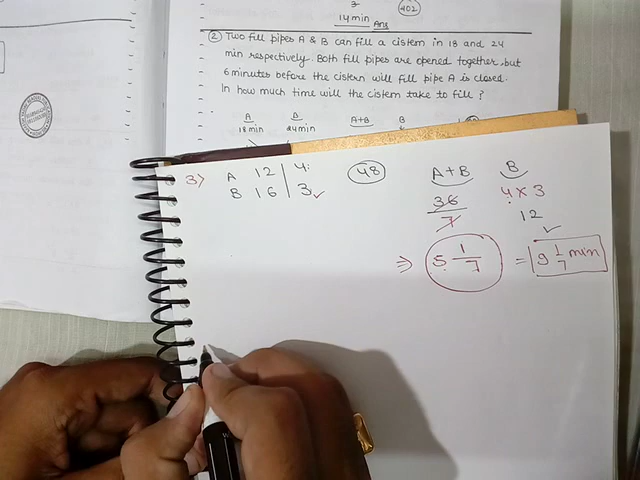 402
14 min Ans
2 Two fill pipes A & B can fill a cistern in 18 and 24
min respectively. Both fill pipes are opened together, but
6 minutes before the cistern will fill pipe A is closed.
In how much time will the cistern take to fill ?
A B A+B B
18 min 24 min
3) A 12 4 48 A+B B
B 16 3 ✓ 36/7 4 × 3
12 ✓
⇒ 5 1/7 = 9 1/7 min